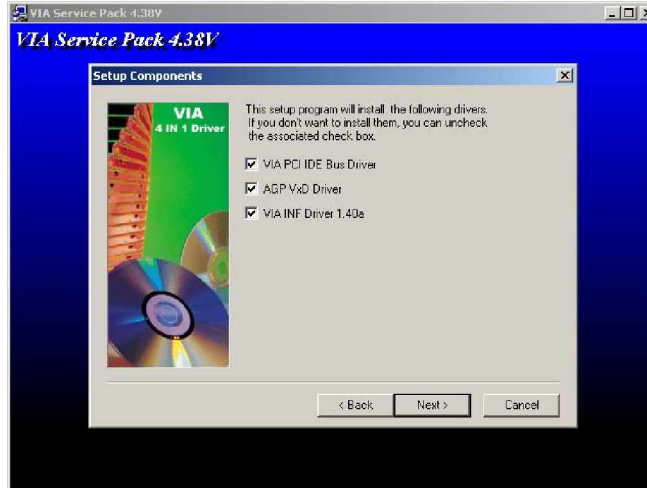 VIA Service Pack 4.38V
VIA Service Pack 4.38V
Setup Components
VIA
4 IN 1 Driver
This setup program will install the following drivers.
If you don't want to install them, you can uncheck
the associated check box.
VIA PCI IDE Bus Driver
AGP VxD Driver
VIA INF Driver 1.40a
< Back
Next >
Cancel